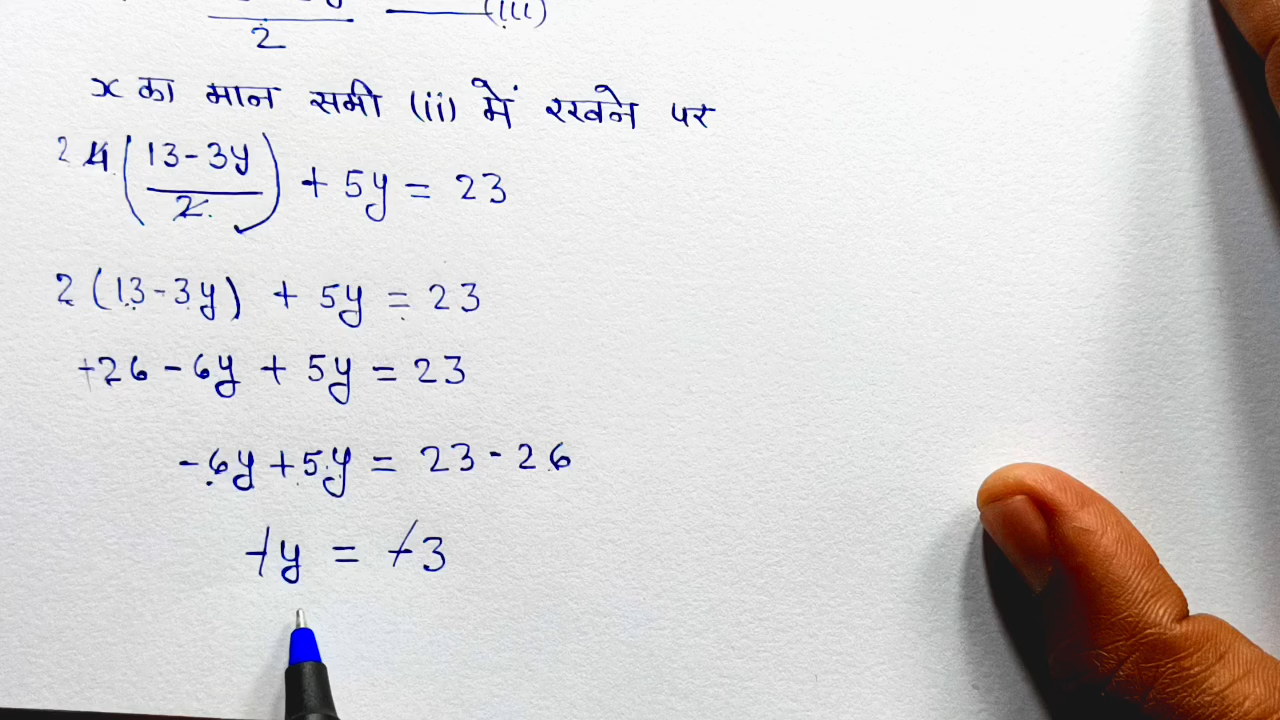 2 (iii)
x का मान समी (ii) में रखने पर
2 4(13-3y/2) + 5y = 23
2(13-3y) + 5y = 23
+26 - 6y + 5y = 23
-6y + 5y = 23 - 26
-y = -3